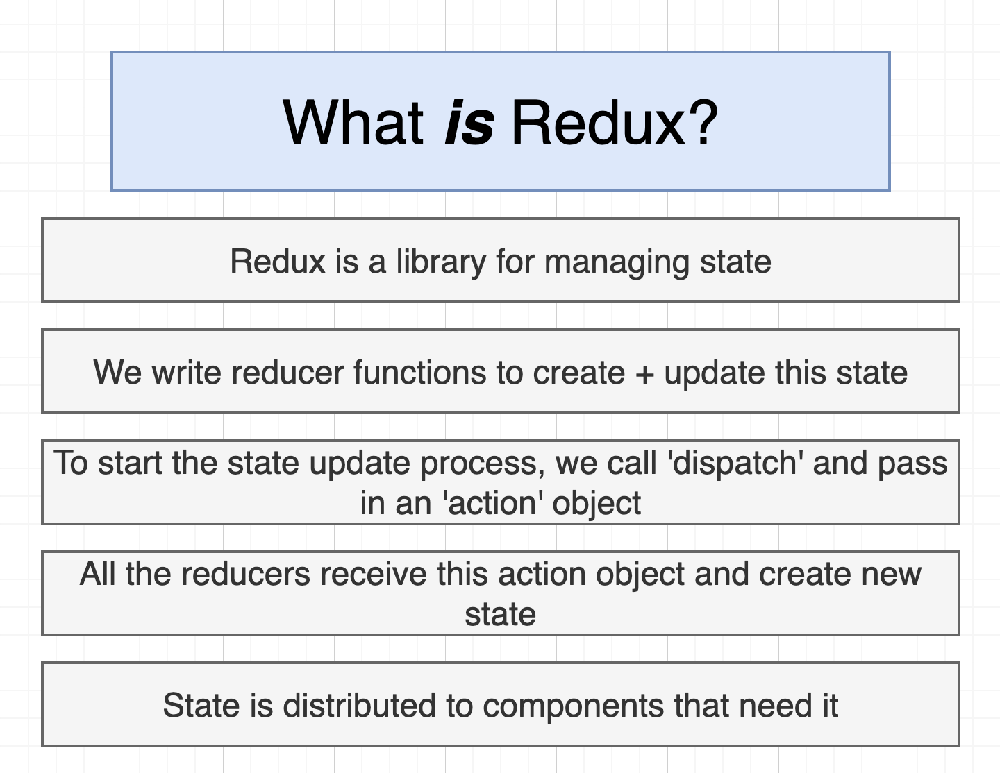 What is Redux?
Redux is a library for managing state
We write reducer functions to create + update this state
To start the state update process, we call 'dispatch' and pass
in an 'action' object
All the reducers receive this action object and create new
state
State is distributed to components that need it